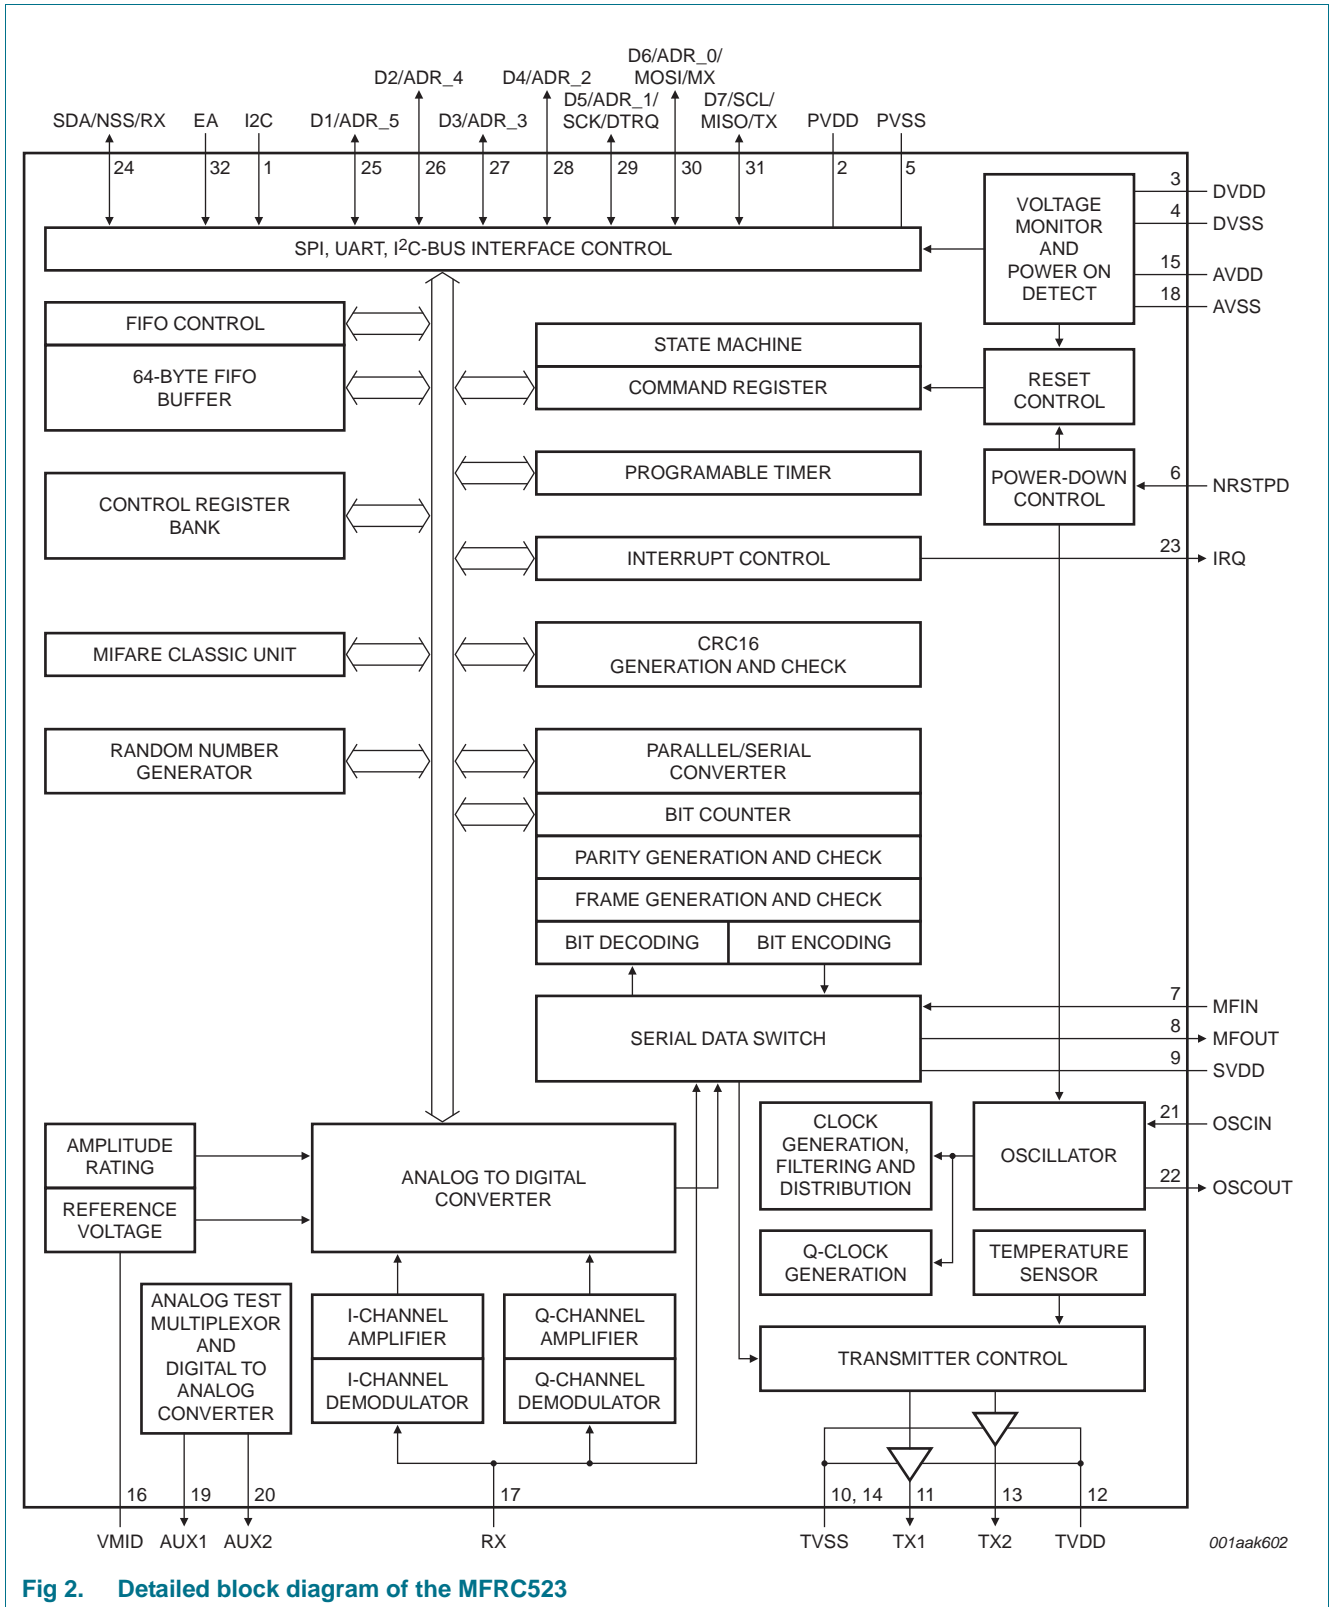 D6/ADR_0/
MOSI/MX
D2/ADR_4
D4/ADR_2
D5/ADR_1/
SCK/DTRQ
D7/SCL/
MISO/TX
SDA/NSS/RX
EA
I2C
D1/ADR_5
D3/ADR_3
PVDD
PVSS
24
32
1
25
26
27
28
29
30
31
2
5
SPI, UART, I2C-BUS INTERFACE CONTROL
VOLTAGE
MONITOR
AND
POWER ON
DETECT
3
DVDD
4
DVSS
15
AVDD
18
AVSS
FIFO CONTROL
64-BYTE FIFO
BUFFER
STATE MACHINE
COMMAND REGISTER
RESET
CONTROL
CONTROL REGISTER
BANK
PROGRAMABLE TIMER
POWER-DOWN
CONTROL
6
NRSTPD
INTERRUPT CONTROL
23
IRQ
MIFARE CLASSIC UNIT
CRC16
GENERATION AND CHECK
RANDOM NUMBER
GENERATOR
PARALLEL/SERIAL
CONVERTER
BIT COUNTER
PARITY GENERATION AND CHECK
FRAME GENERATION AND CHECK
BIT DECODING
BIT ENCODING
SERIAL DATA SWITCH
7
MFIN
8
MFOUT
9
SVDD
AMPLITUDE
RATING
REFERENCE
VOLTAGE
ANALOG TO DIGITAL
CONVERTER
CLOCK
GENERATION,
FILTERING AND
DISTRIBUTION
OSCILLATOR
21
OSCIN
22
OSCOUT
Q-CLOCK
GENERATION
TEMPERATURE
SENSOR
ANALOG TEST
MULTIPLEXOR
AND
DIGITAL TO
ANALOG
CONVERTER
I-CHANNEL
AMPLIFIER
I-CHANNEL
DEMODULATOR
Q-CHANNEL
AMPLIFIER
Q-CHANNEL
DEMODULATOR
TRANSMITTER CONTROL
16
19
20
17
10, 14
11
13
12
VMID
AUX1
AUX2
RX
TVSS
TX1
TX2
TVDD
001aak602
Fig 2. Detailed block diagram of the MFRC523